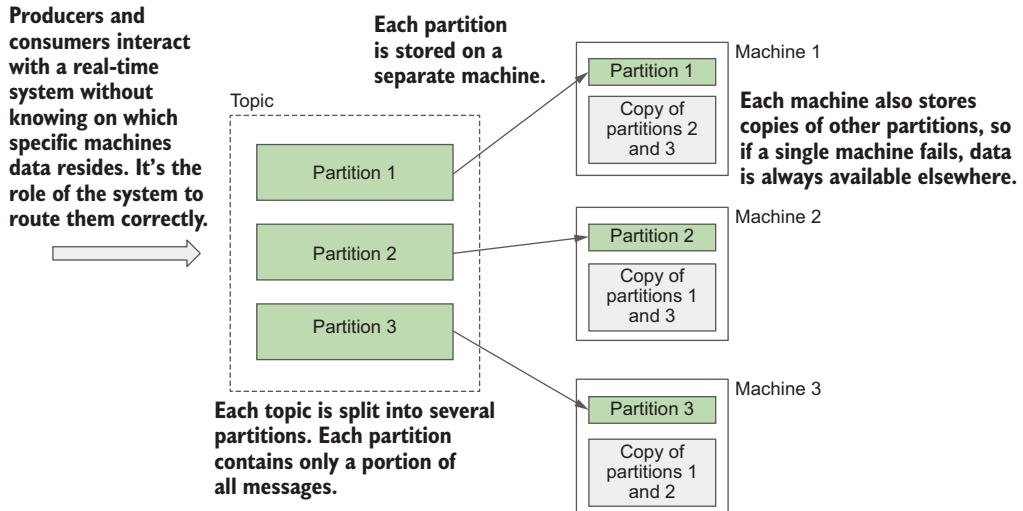 Producers and
consumers interact
with a real-time
system without
knowing on which
specific machines
data resides. It's the
role of the system to
route them correctly.
Each partition
is stored on a
separate machine.
Topic
Partition 1
Partition 2
Partition 3
Each topic is split into several
partitions. Each partition
contains only a portion of
all messages.
Machine 1
Partition 1
Copy of
partitions 2
and 3
Each machine also stores
copies of other partitions, so
if a single machine fails, data
is always available elsewhere.
Machine 2
Partition 2
Copy of
partitions 1
and 3
Machine 3
Partition 3
Copy of
partitions 1
and 2